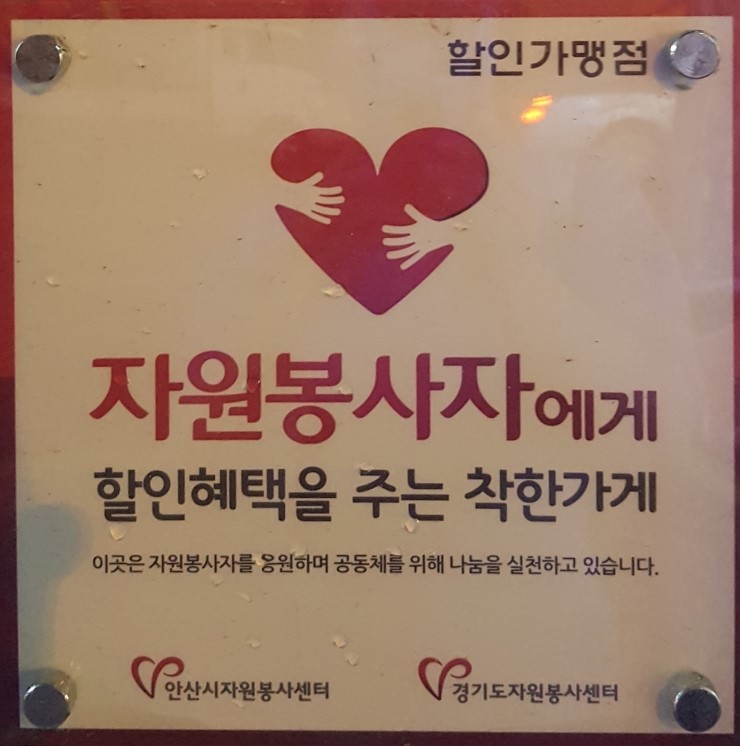 할인가맹점
자원봉사자에게
할인혜택을 주는 착한가게
이곳은 자원봉사자를 응원하며 공동체를 위해 나눔을 실천하고 있습니다.
안산시자원봉사센터
경기도자원봉사센터